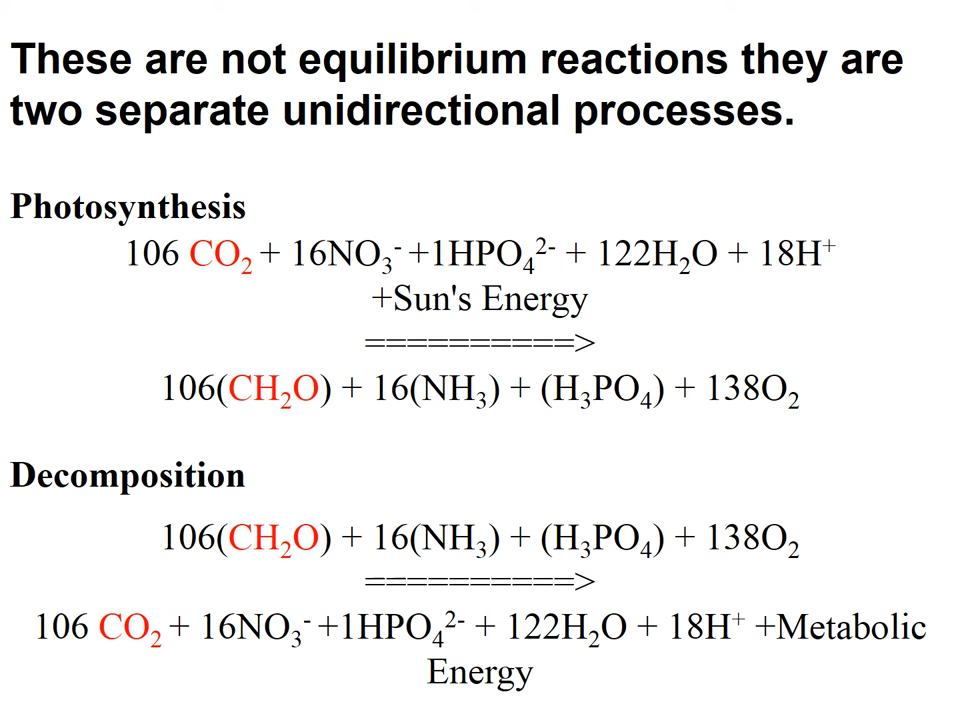 These are not equilibrium reactions they are
two separate unidirectional processes.
Photosynthesis
106 CO₂ + 16NO₃⁻ +1HPO₄²⁻ + 122H₂O + 18H⁺
+Sun's Energy
==========>
106(CH₂O) + 16(NH₃) + (H₃PO₄) + 138O₂
Decomposition
106(CH₂O) + 16(NH₃) + (H₃PO₄) + 138O₂
==========>
106 CO₂ + 16NO₃⁻ +1HPO₄²⁻ + 122H₂O + 18H⁺ +Metabolic
Energy